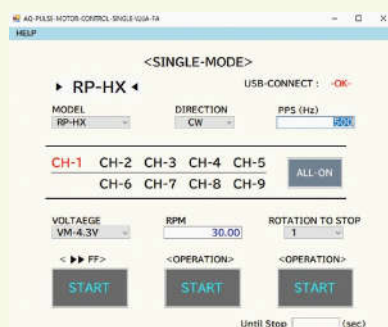 AQ-PULSE-MOTOR-CONTROL-SINGLE-V20A-FA
HELP
<SINGLE-MODE>
▶ RP-HX ◀
USB-CONNECT : -OK-
MODEL DIRECTION PPS (Hz)
RP-HX CW 500
CH-1 CH-2 CH-3 CH-4 CH-5
ALL-ON
CH-6 CH-7 CH-8 CH-9
VOLTAEGE RPM ROTATION TO STOP
VM-4.3V 30.00 1
< ▶▶ FF> <OPERATION> <OPERATION>
START START START
Until Stop (sec)